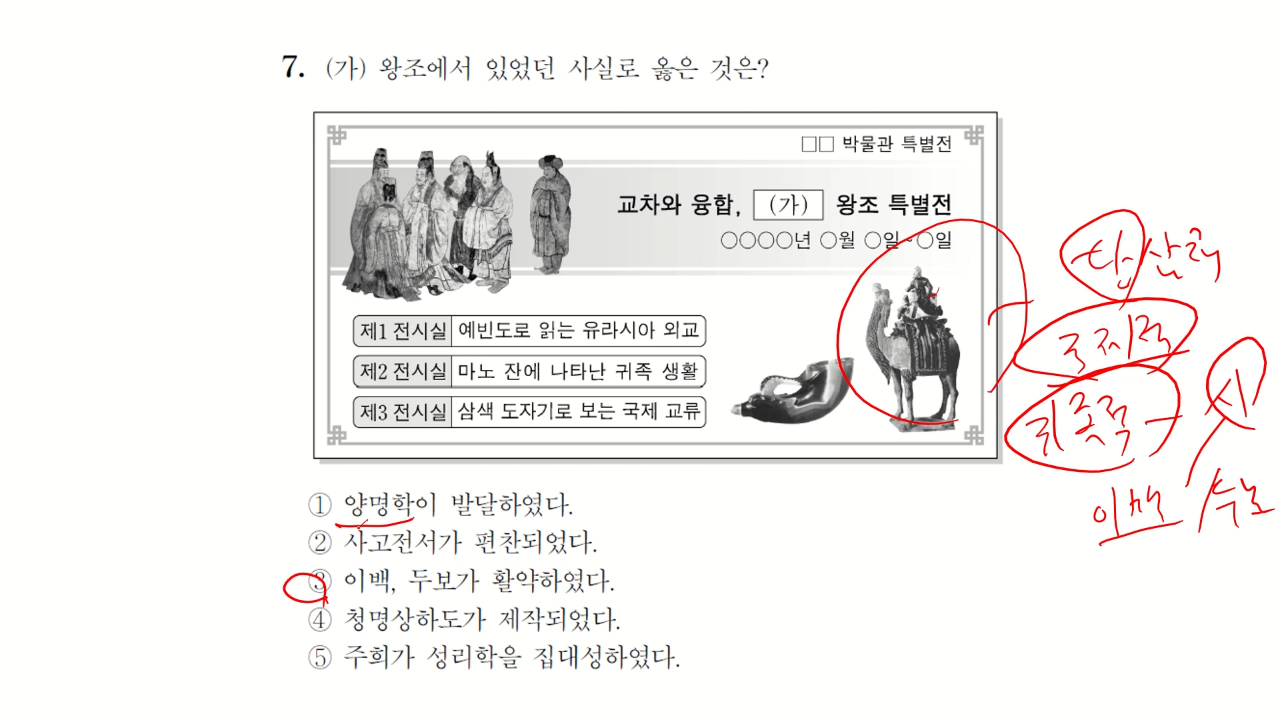 7. (가) 왕조에서 있었던 사실로 옳은 것은?
□□ 박물관 특별전
교차와 융합, (가) 왕조 특별전
○○○○년 ○월 ○일~○일
제1 전시실 예빈도로 읽는 유라시아 외교
제2 전시실 마노 잔에 나타난 귀족 생활
제3 전시실 삼색 도자기로 보는 국제 교류
① 양명학이 발달하였다.
② 사고전서가 편찬되었다.
③ 이백, 두보가 활약하였다.
④ 청명상하도가 제작되었다.
⑤ 주희가 성리학을 집대성하였다.
국제적
귀족적
시
이백